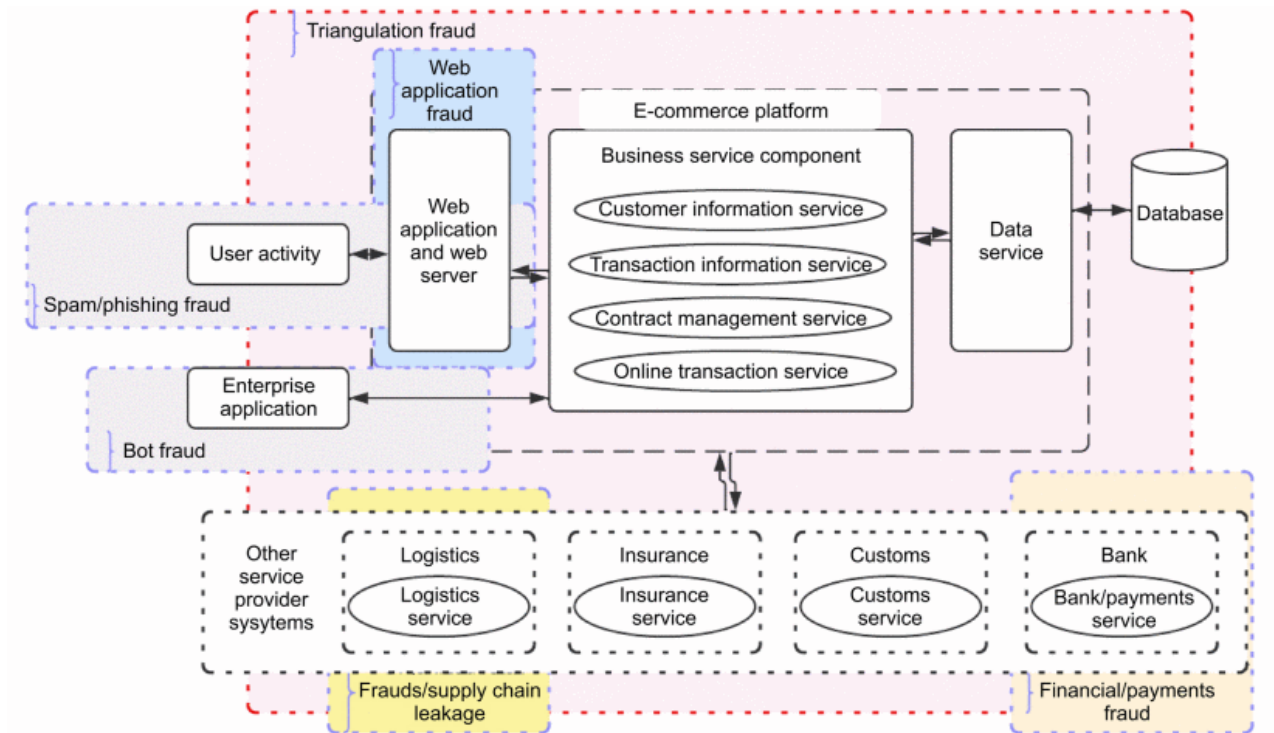 Triangulation fraud
Web
application
fraud
E-commerce platform
Business service component
Customer information service
Transaction information service
Contract management service
Online transaction service
Web
application
and web
server
Data
service
Database
User activity
Spam/phishing fraud
Enterprise
application
Bot fraud
Other
service
provider
sysytems
Logistics
Logistics
service
Insurance
Insurance
service
Customs
Customs
service
Bank
Bank/payments
service
Frauds/supply chain
leakage
Financial/payments
fraud